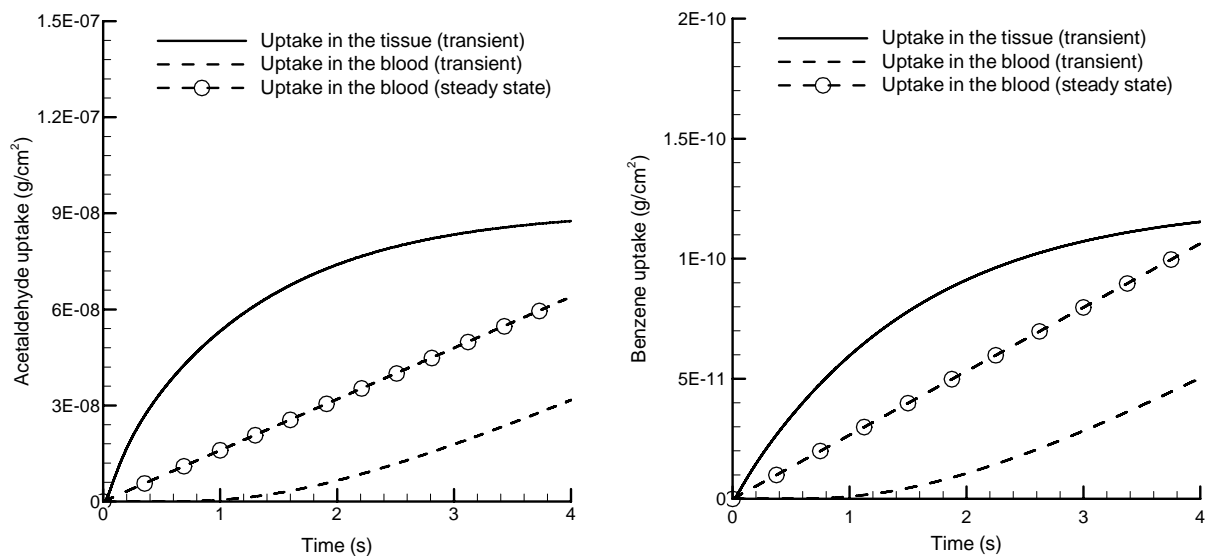 1.5E-07
Uptake in the tissue (transient)
Uptake in the blood (transient)
Uptake in the blood (steady state)
1.2E-07
9E-08
6E-08
3E-08
0
Acetaldehyde uptake (g/cm²)
0 1 2 3 4
Time (s)
2E-10
Uptake in the tissue (transient)
Uptake in the blood (transient)
Uptake in the blood (steady state)
1.5E-10
1E-10
5E-11
0
Benzene uptake (g/cm²)
0 1 2 3 4
Time (s)